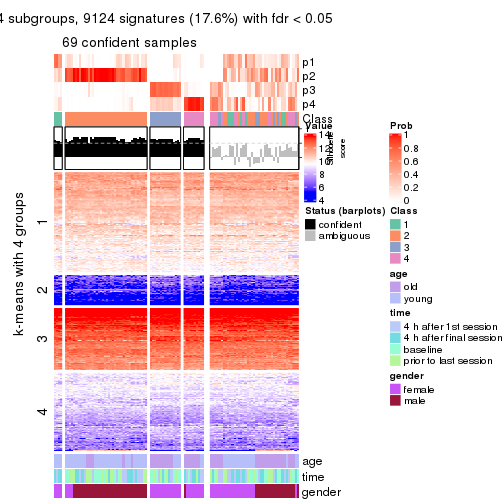 4 subgroups, 9124 signatures (17.6%) with fdr < 0.05
69 confident samples
p1
p2
p3
p4
Class
k-means with 4 groups
1
2
3
4
age
time
gender
Value
14
8
6
4
score
Status (barplots)
confident
ambiguous
Prob
1
0.8
0.6
0.4
0.2
0
Class
1
2
3
4
age
old
young
time
4 h after 1st session
4 h after final session
baseline
prior to last session
gender
female
male